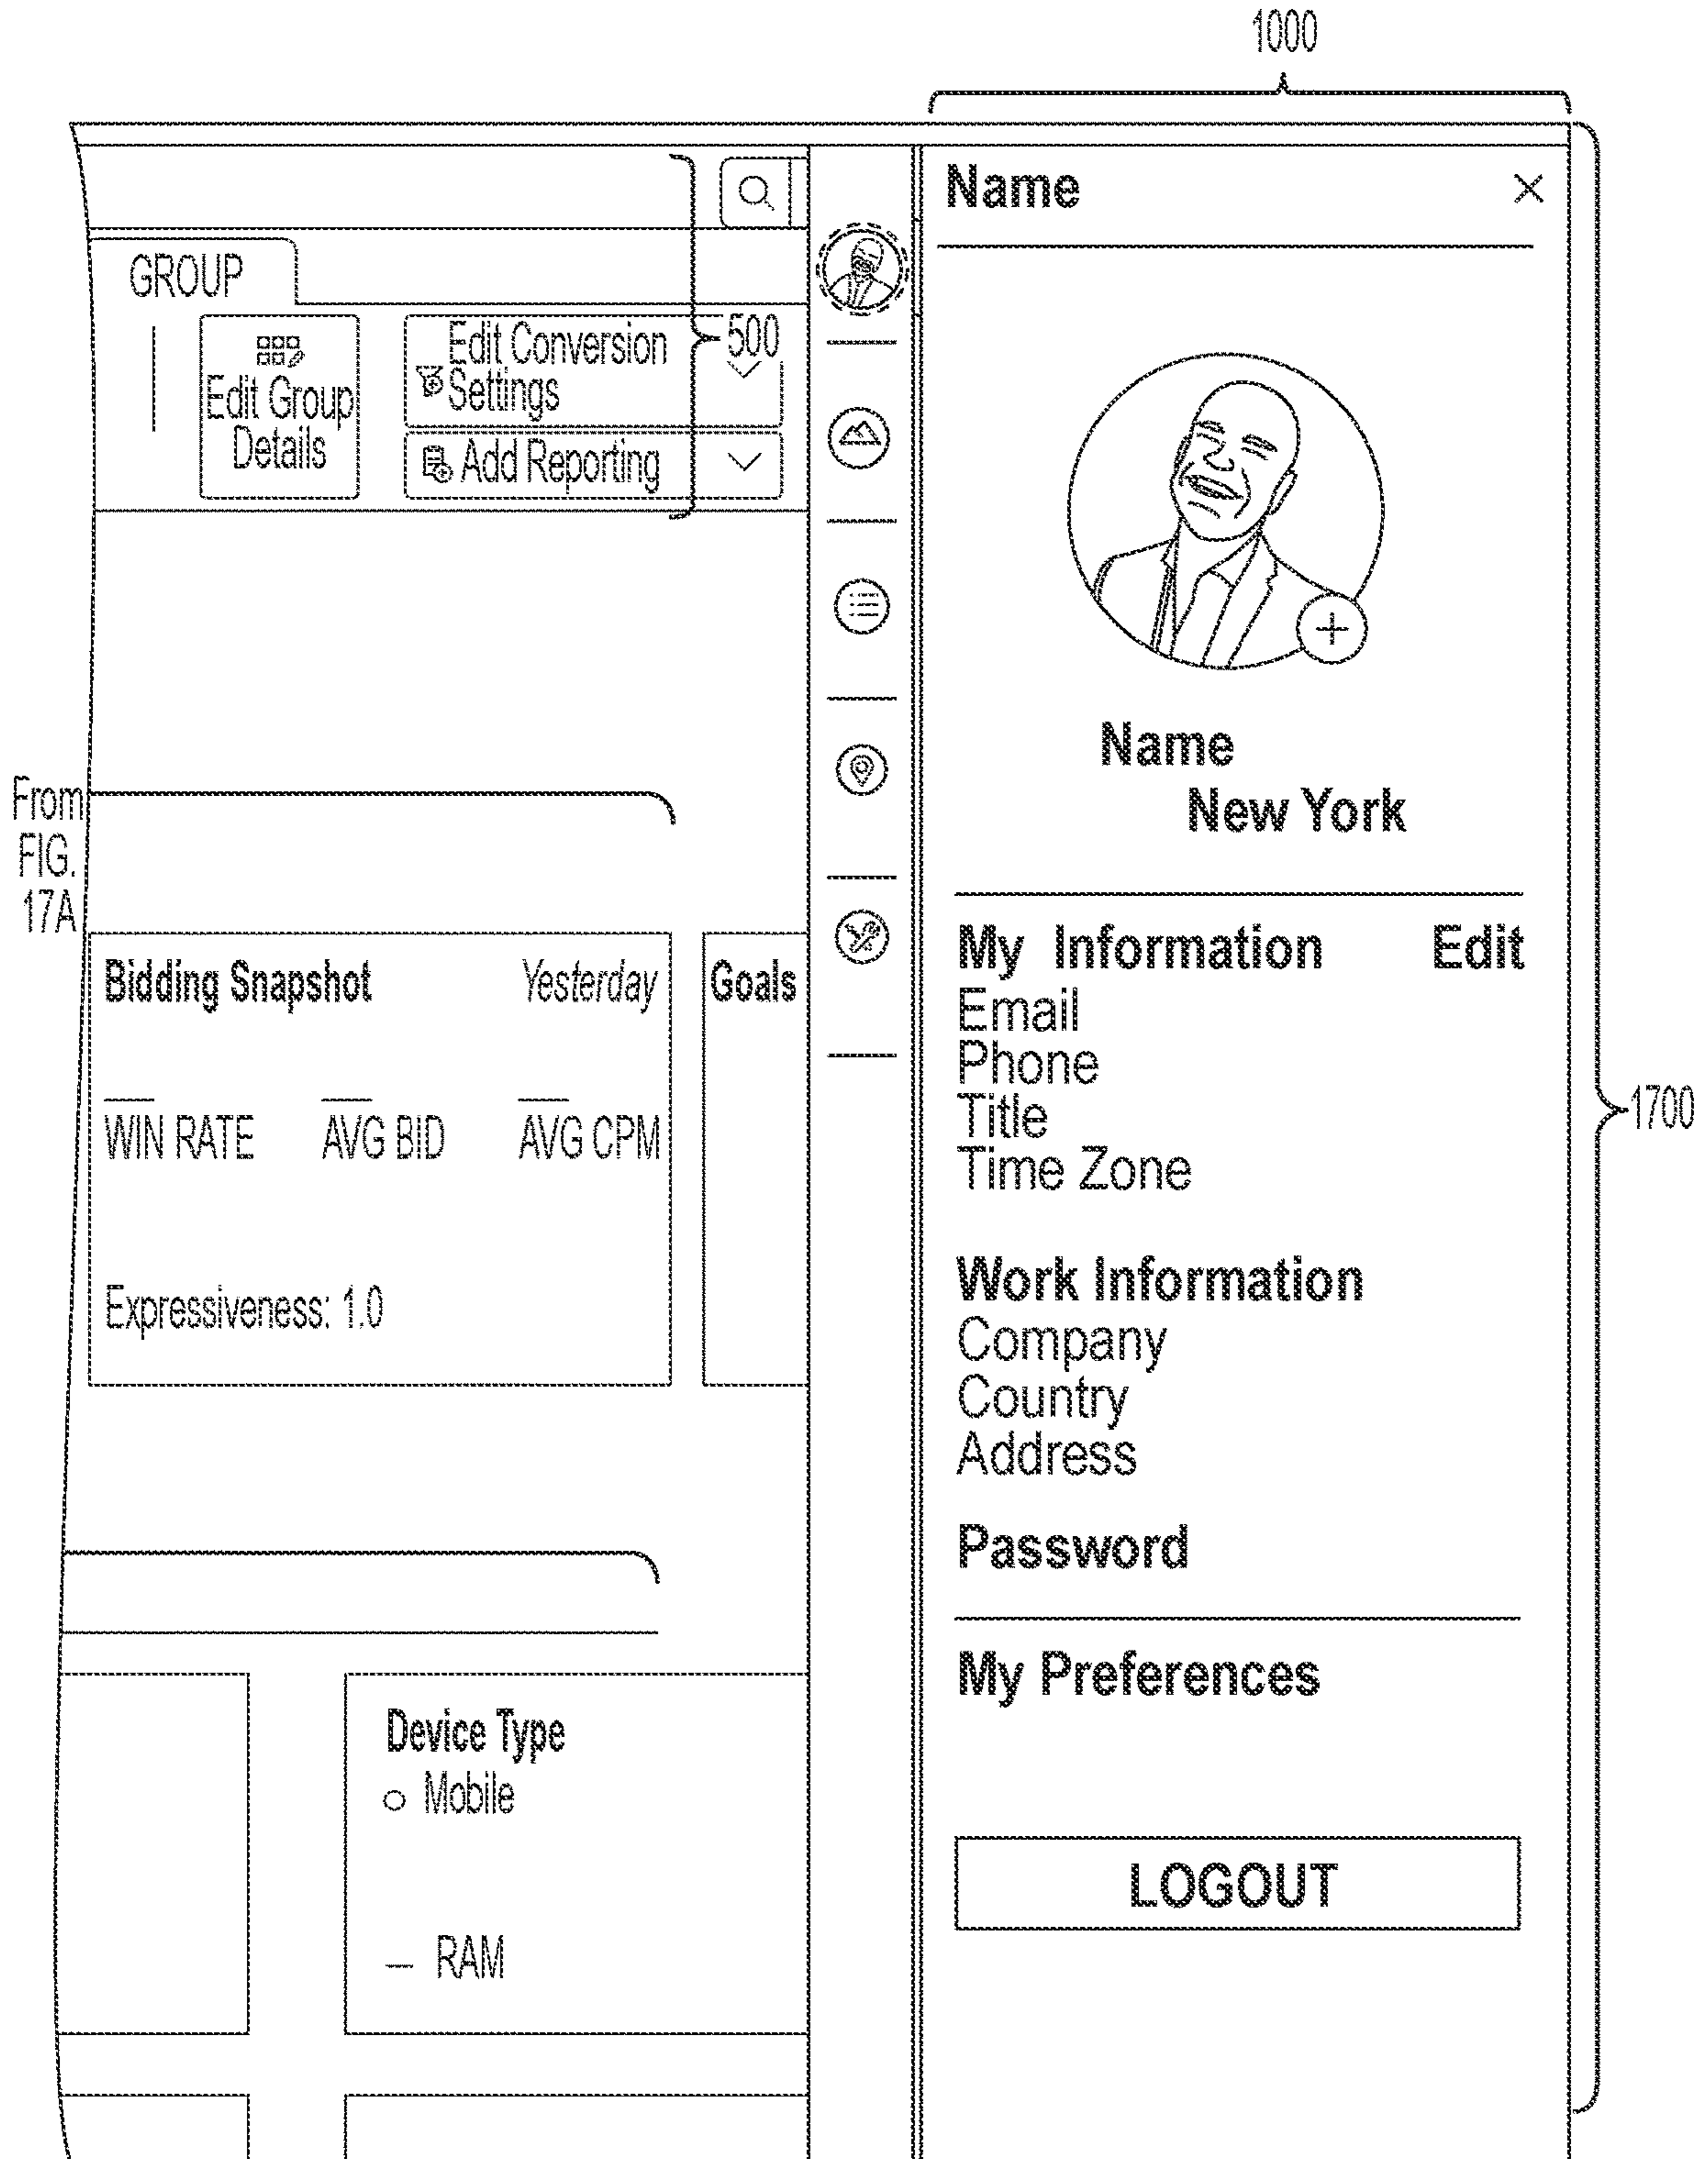 1000
Name
GROUP
500
Edit Group
Details
Edit Conversion
Settings
Add Reporting
Name
New York
From
FIG.
17A
My Information Edit
Email
Phone
Title
Time Zone
Bidding Snapshot Yesterday
Goals
WIN RATE AVG BID AVG CPM
Expressiveness: 1.0
1700
Work Information
Company
Country
Address
Password
My Preferences
Device Type
Mobile
RAM
LOGOUT